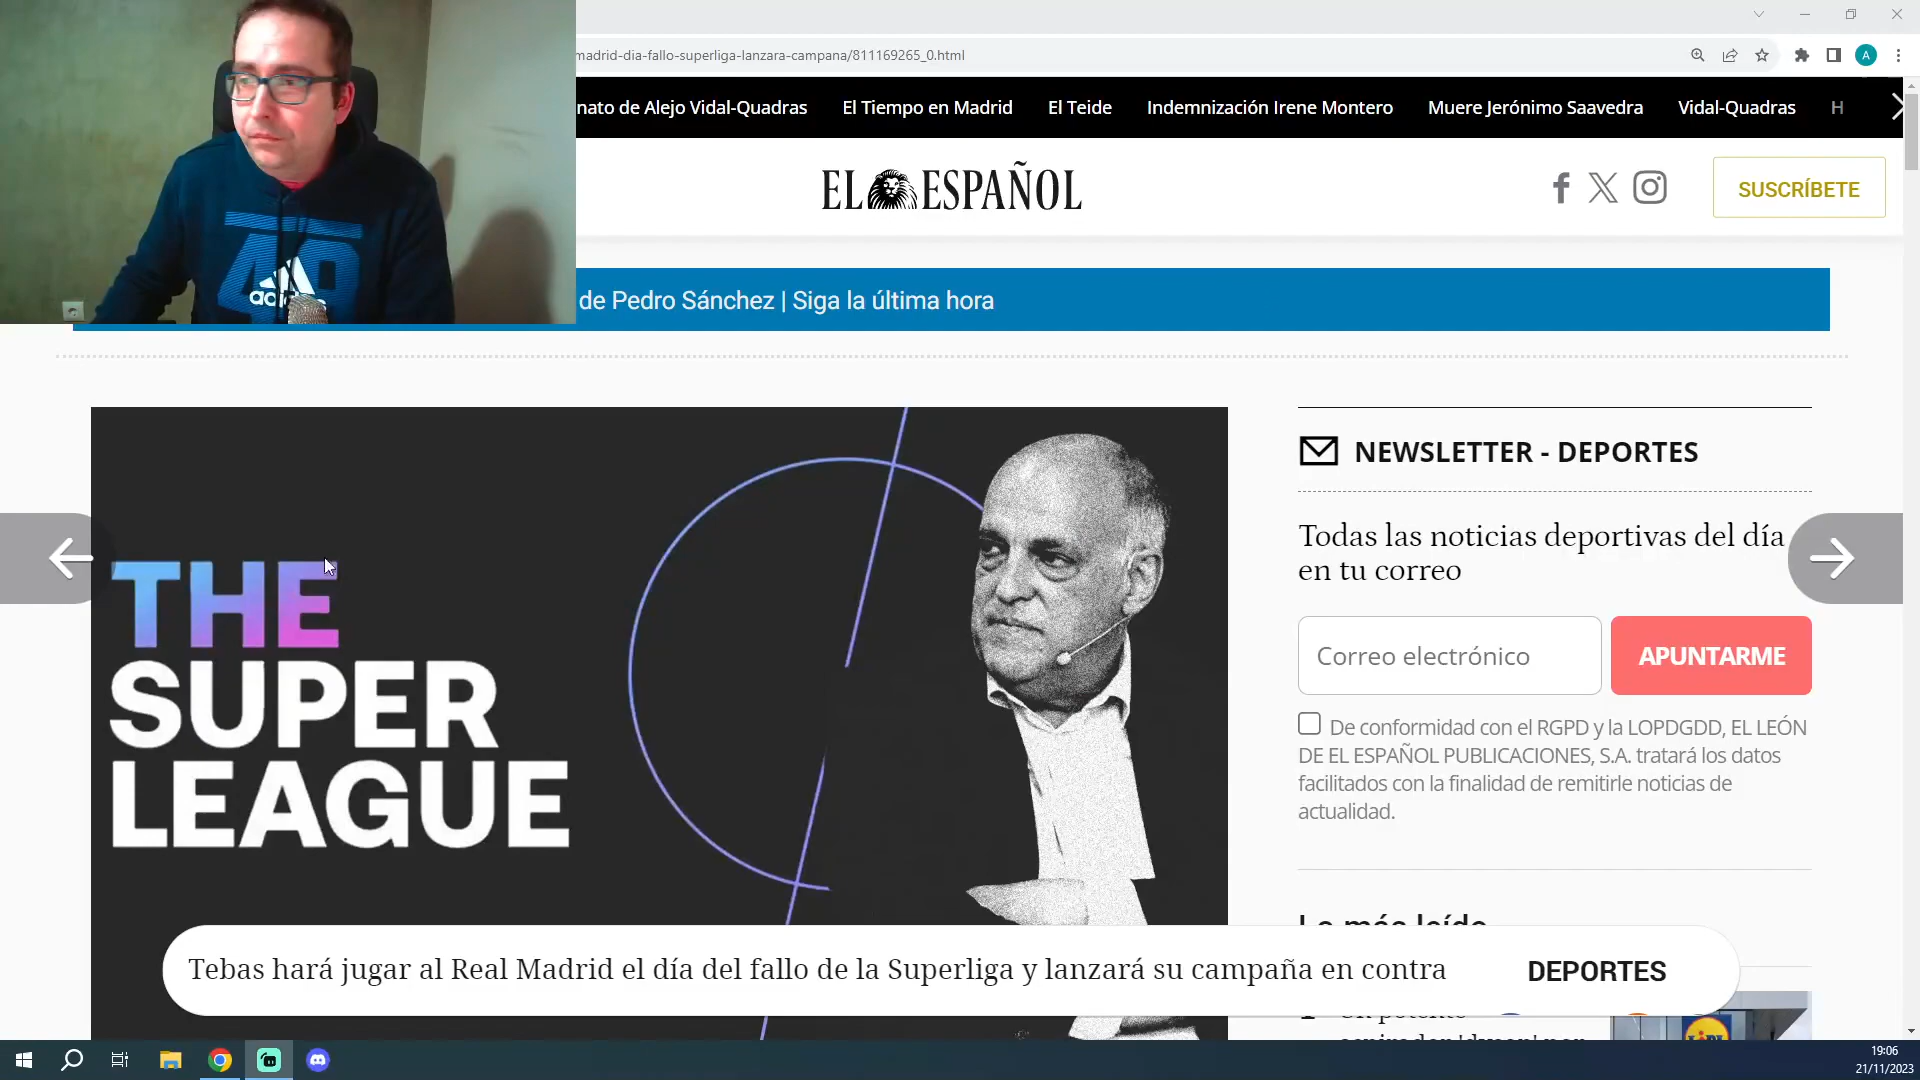 madrid-dia-fallo-superliga-lanzara-campana/811169265_0.html
A
nato de Alejo Vidal-Quadras
El Tiempo en Madrid
El Teide
Indemnización Irene Montero
Muere Jerónimo Saavedra
Vidal-Quadras
H
EL ESPAÑOL
SUSCRÍBETE
de Pedro Sánchez | Siga la última hora
adidas
THE
SUPER
LEAGUE
NEWSLETTER - DEPORTES
Todas las noticias deportivas del día
en tu correo
Correo electrónico
APUNTARME
De conformidad con el RGPD y la LOPDGDD, EL LEÓN
DE EL ESPAÑOL PUBLICACIONES, S.A. tratará los datos
facilitados con la finalidad de remitirle noticias de
actualidad.
Lo más leído
Tebas hará jugar al Real Madrid el día del fallo de la Superliga y lanzará su campaña en contra
DEPORTES
19:06
21/11/2023